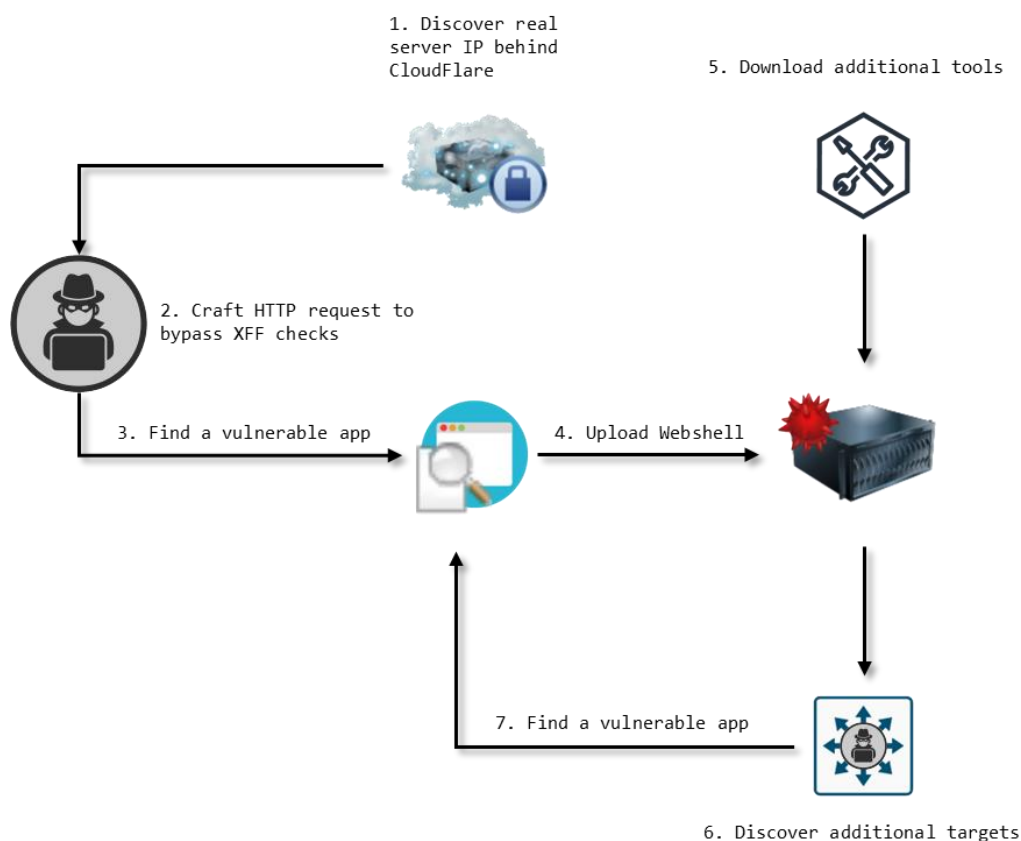 1. Discover real
server IP behind
CloudFlare
5. Download additional tools
2. Craft HTTP request to
bypass XFF checks
3. Find a vulnerable app
4. Upload Webshell
7. Find a vulnerable app
6. Discover additional targets